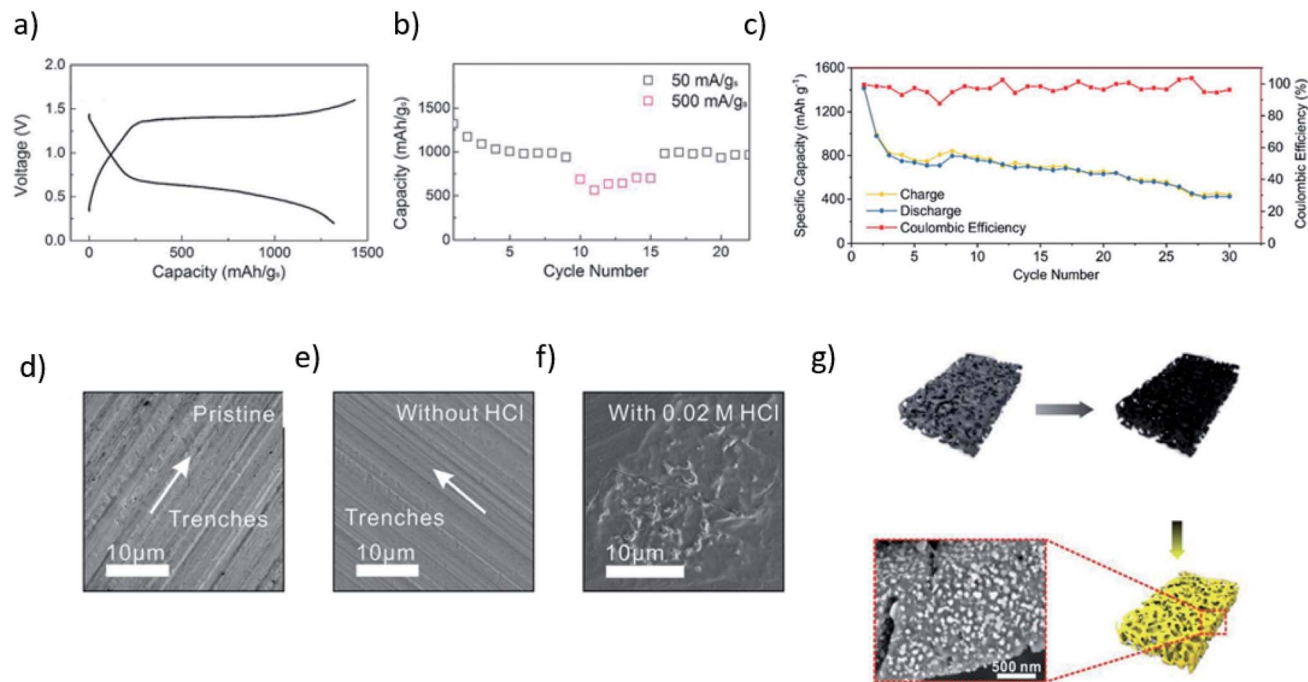 a)
2.0
1.5
1.0
0.5
0.0
Voltage (V)
0
500
1000
1500
Capacity (mAh/gₛ)
b)
50 mA/gₛ
500 mA/gₛ
1500
1000
500
0
Capacity (mAh/gₛ)
5
10
15
20
Cycle Number
c)
1600
1400
1200
800
400
0
Specific Capacity (mAh g⁻¹)
Charge
Discharge
Coulombic Efficiency
100
80
60
40
20
0
Coulombic Efficiency (%)
0
5
10
15
20
25
30
Cycle Number
d)
Pristine
Trenches
10μm
e)
Without HCl
Trenches
10μm
f)
With 0.02 M HCl
10μm
g)
500 nm